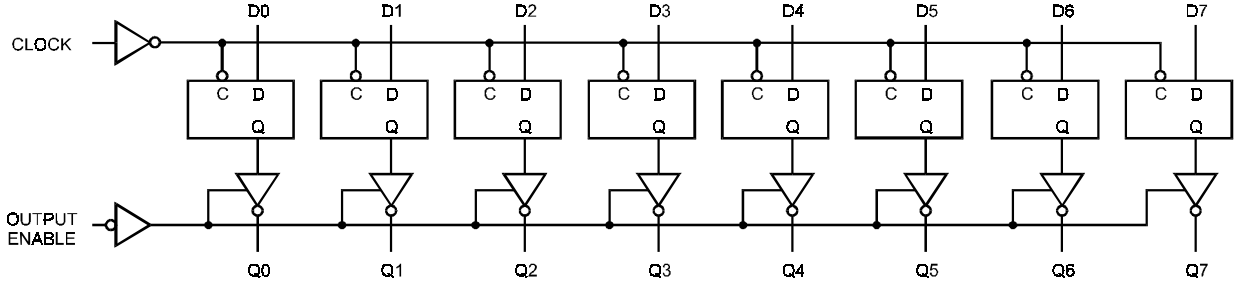 D0 D1 D2 D3 D4 D5 D6 D7
CLOCK
C D C D C D C D C D C D C D C D
Q Q Q Q Q Q Q Q
OUTPUT
ENABLE
Q0 Q1 Q2 Q3 Q4 Q5 Q6 Q7